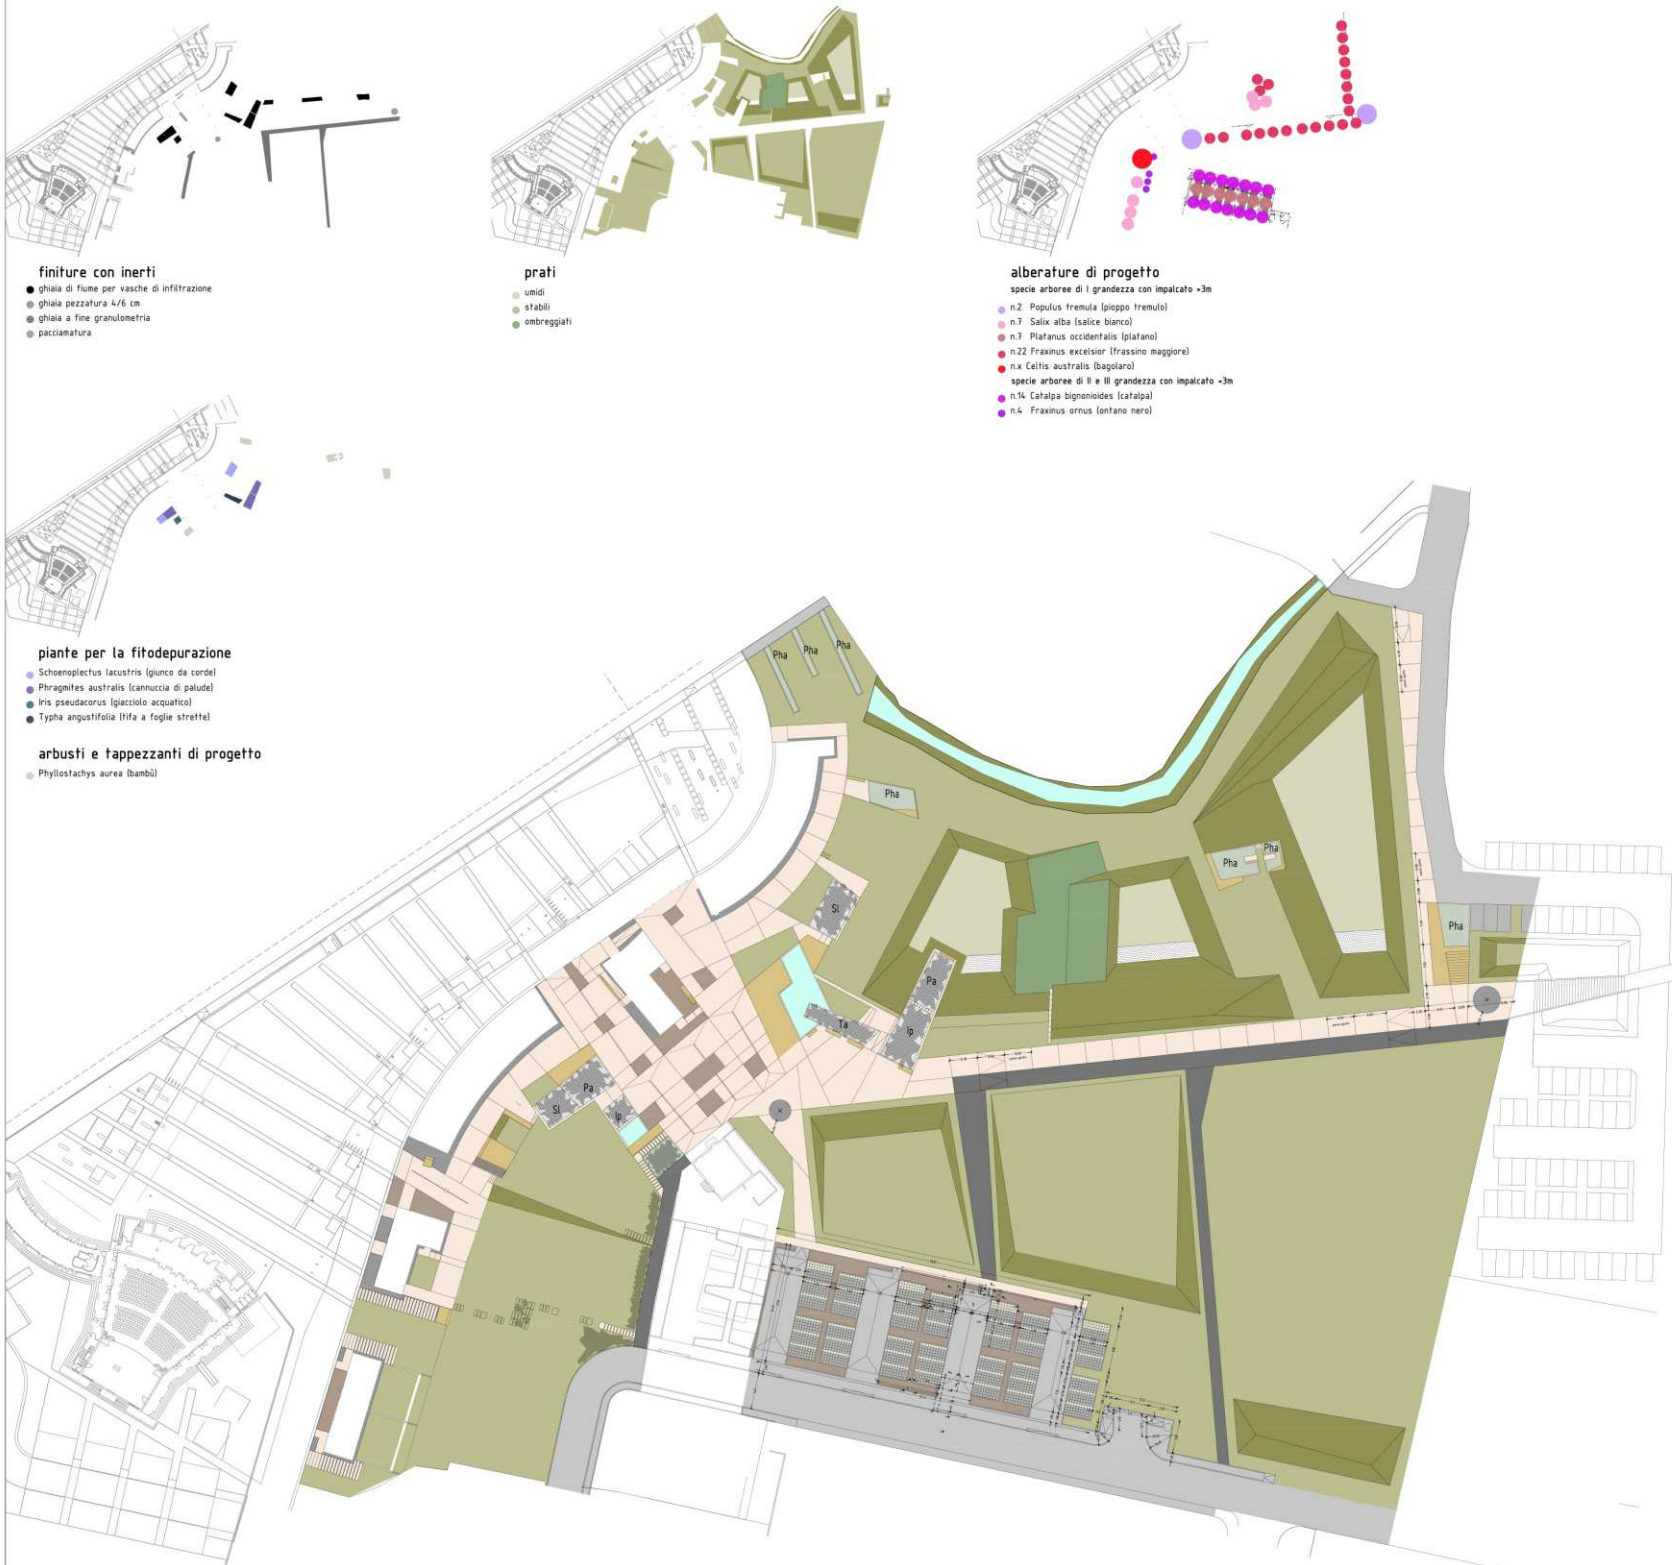 finiture con inerti
ghiaia di fiume per vasche di infiltrazione
ghiaia pezzatura 4/6 cm
ghiaia a fine granulometria
pacciamatura
prati
umidi
stabili
ombreggiati
alberature di progetto
specie arboree di I grandezza con impalcato >3m
n.2 Populus tremula (pioppo tremulo)
n.7 Salix alba (salice bianco)
n.7 Platanus occidentalis (platano)
n.22 Fraxinus excelsior (frassino maggiore)
n.x Celtis australis (bagolaro)
specie arboree di II e III grandezza con impalcato <3m
n.14 Catalpa bignonioides (catalpa)
n.4 Fraxinus ornus (ontano nero)
piante per la fitodepurazione
Schoenoplectus lacustris (giunco da corde)
Phragmites australis (cannuccia di palude)
Iris pseudacorus (giacciolo acquatico)
Typha angustifolia (tifa a foglie strette)
arbusti e tappezzanti di progetto
Phyllostachys aurea (bambù)
Pha
Pha
Pha
Pha
Pha
Pha
Sl
Pha
Pa
Ta
Ip
Pa
Sl
Ip